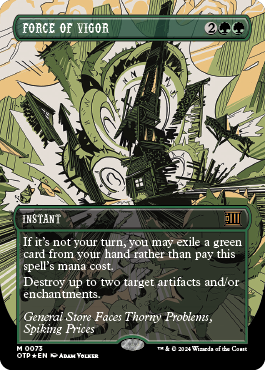 FORCE OF VIGOR 2
INSTANT
If it's not your turn, you may exile a green
card from your hand rather than pay this
spell's mana cost.
Destroy up to two target artifacts and/or
enchantments.
General Store Faces Thorny Problems,
Spiking Prices
M 0073
OTP ★ EN ADAM VOLKER
™ & © 2024 Wizards of the Coast